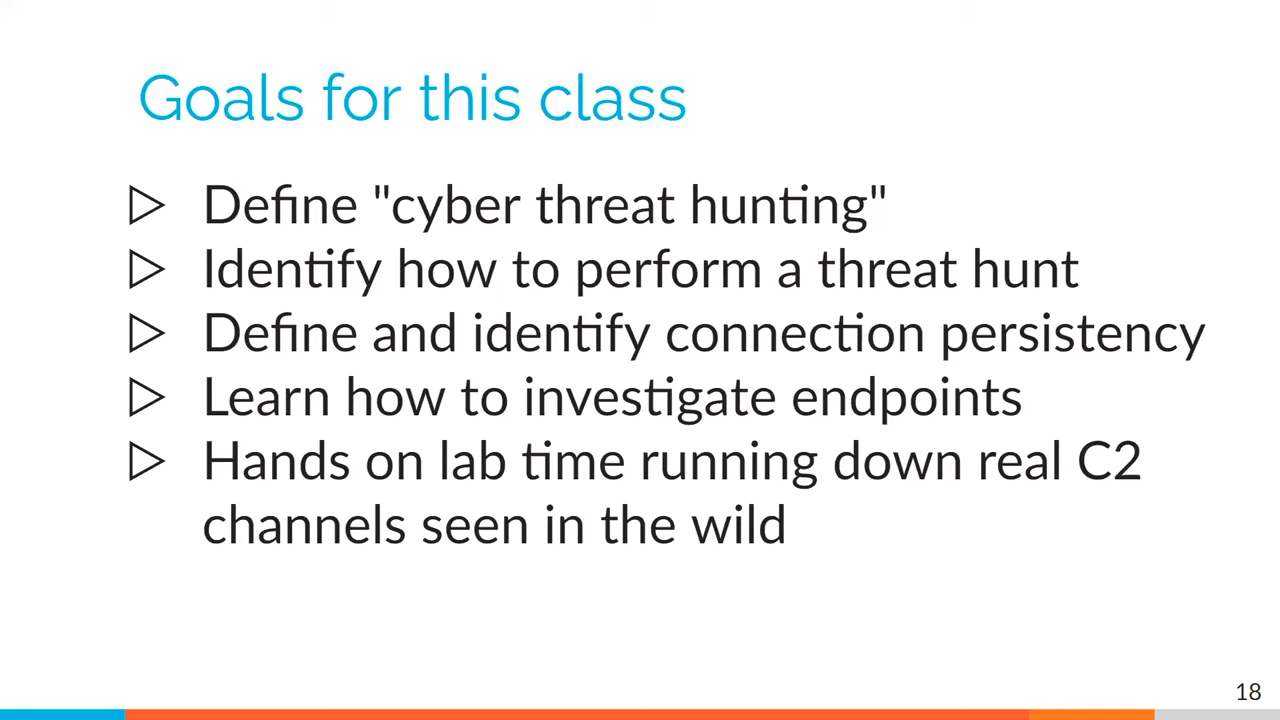 Goals for this class
Define "cyber threat hunting"
Identify how to perform a threat hunt
Define and identify connection persistency
Learn how to investigate endpoints
Hands on lab time running down real C2
channels seen in the wild
18